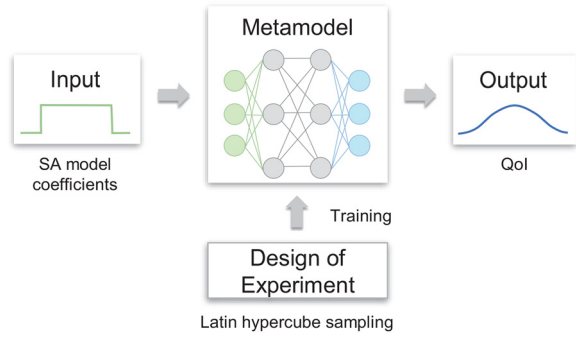 Metamodel
Input
Output
SA model
coefficients
QoI
Training
Design of
Experiment
Latin hypercube sampling